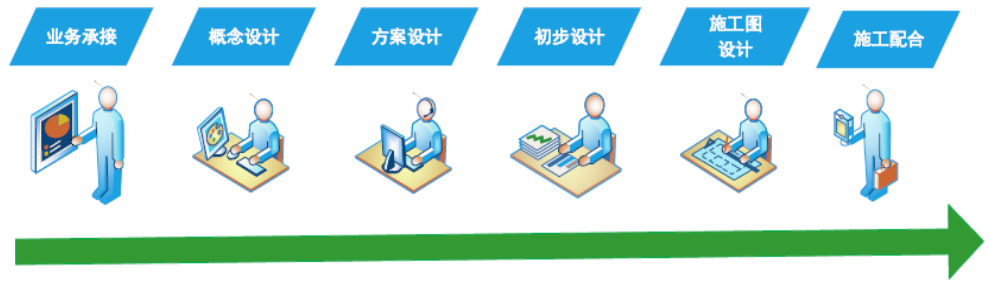 业务承接
概念设计
方案设计
初步设计
施工图
设计
施工配合